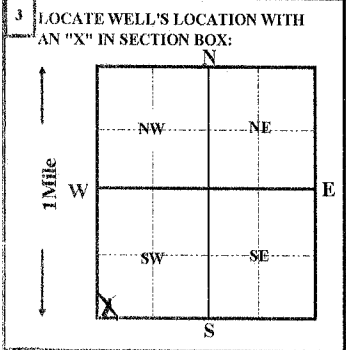 3
LOCATE WELL'S LOCATION WITH
AN "X" IN SECTION BOX:
N
NW NE
1 Mile
W E
SW SE
X
S